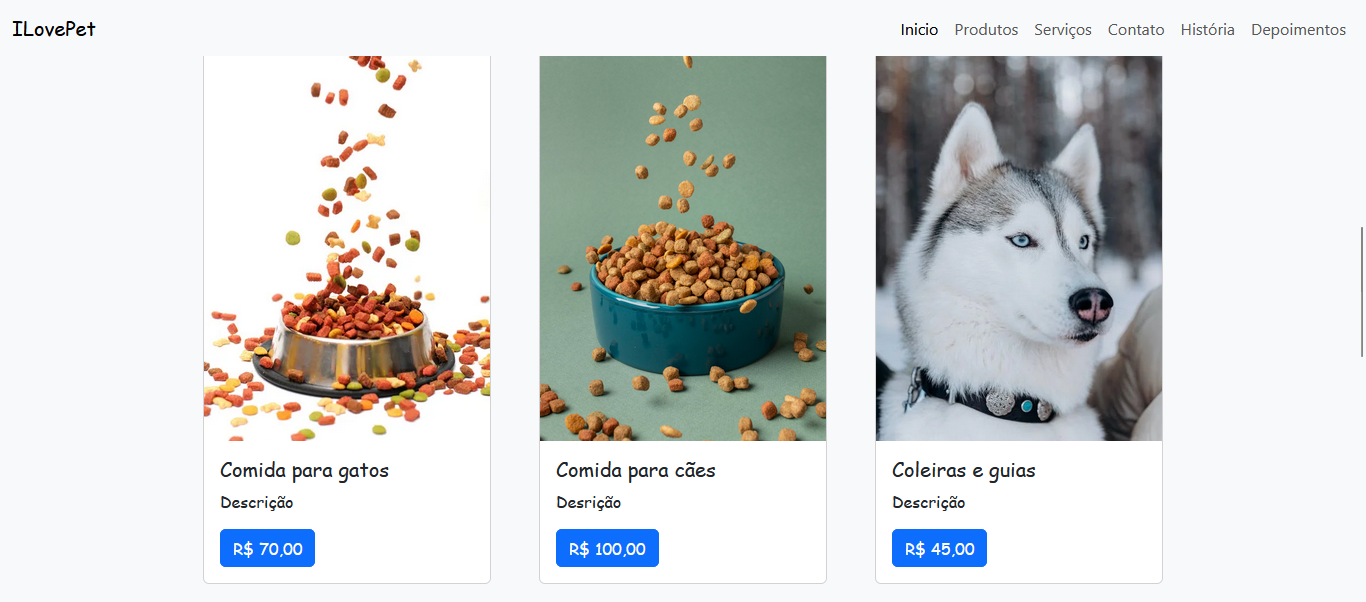 ILovePet
Inicio Produtos Serviços Contato História Depoimentos
Comida para gatos
Descrição
R$ 70,00
Comida para cães
Desrição
R$ 100,00
Coleiras e guias
Descrição
R$ 45,00